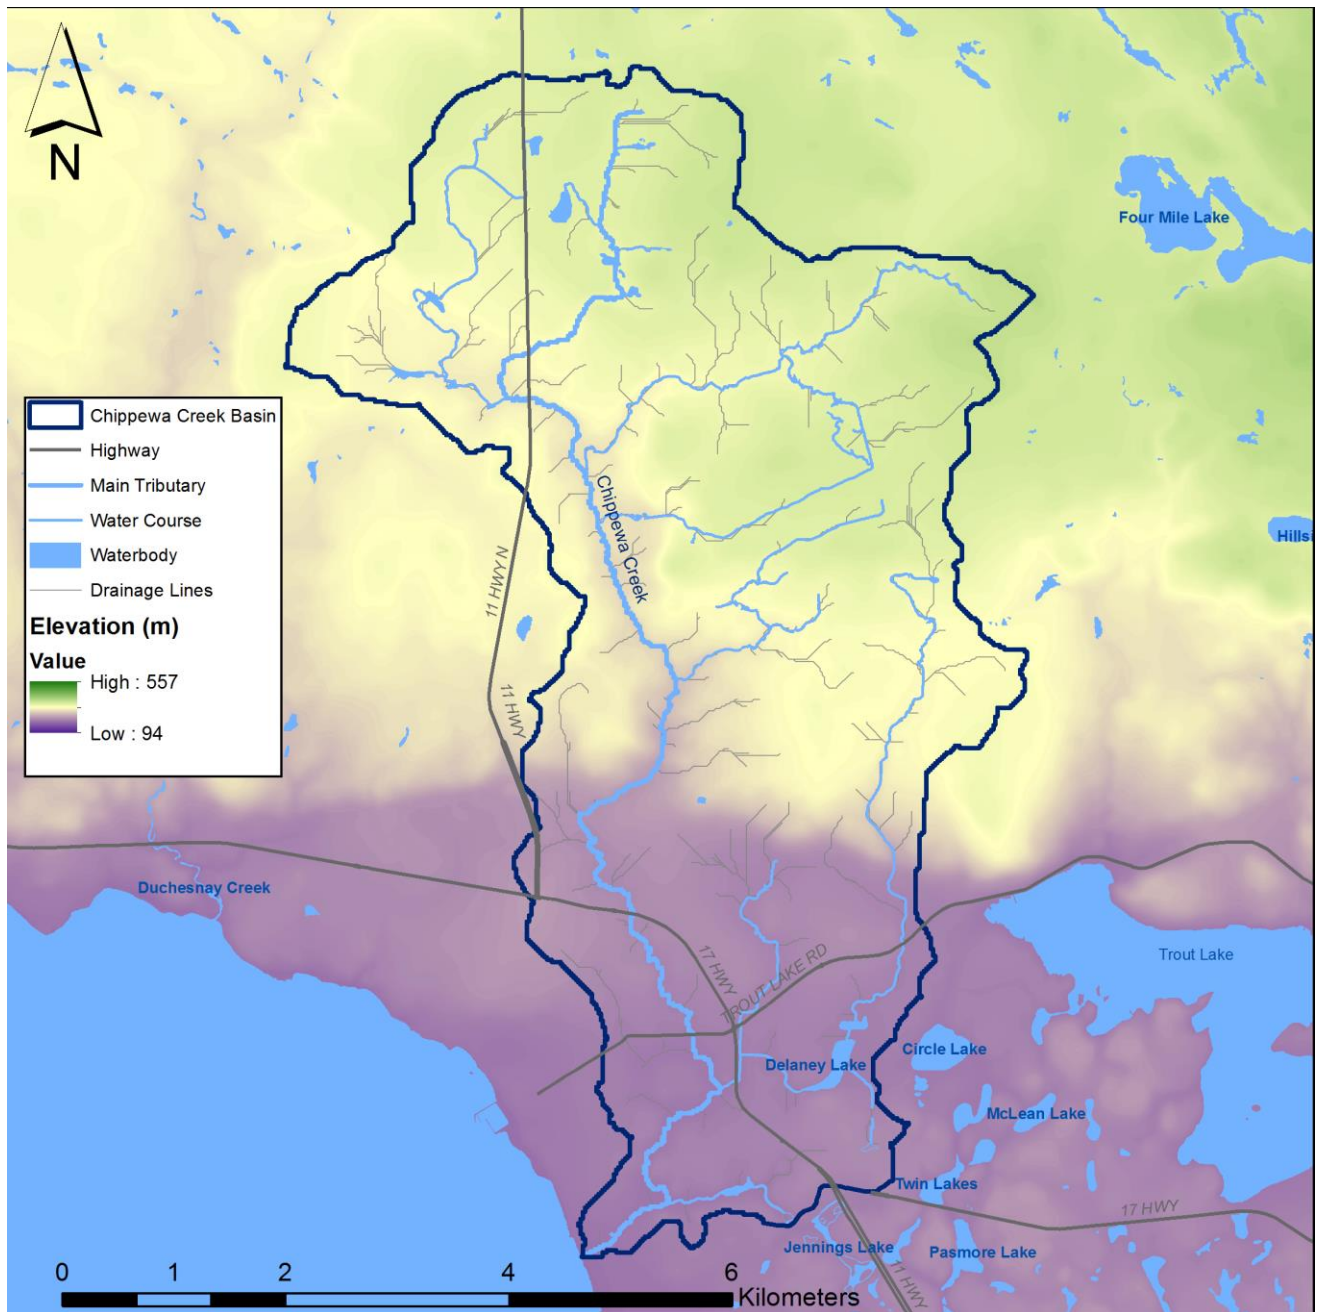 N
Four Mile Lake
Chippewa Creek Basin
Highway
Main Tributary
Water Course
Waterbody
Drainage Lines
Elevation (m)
Value
High : 557
Low : 94
Chippewa Creek
Hillsi
11 HWY N
11 HWY
Duchesnay Creek
17 HWY
TROUT LAKE RD
Trout Lake
Circle Lake
Delaney Lake
McLean Lake
Twin Lakes
17 HWY
Jennings Lake
Pasmore Lake
11 HWY
0 1 2 4 6
Kilometers